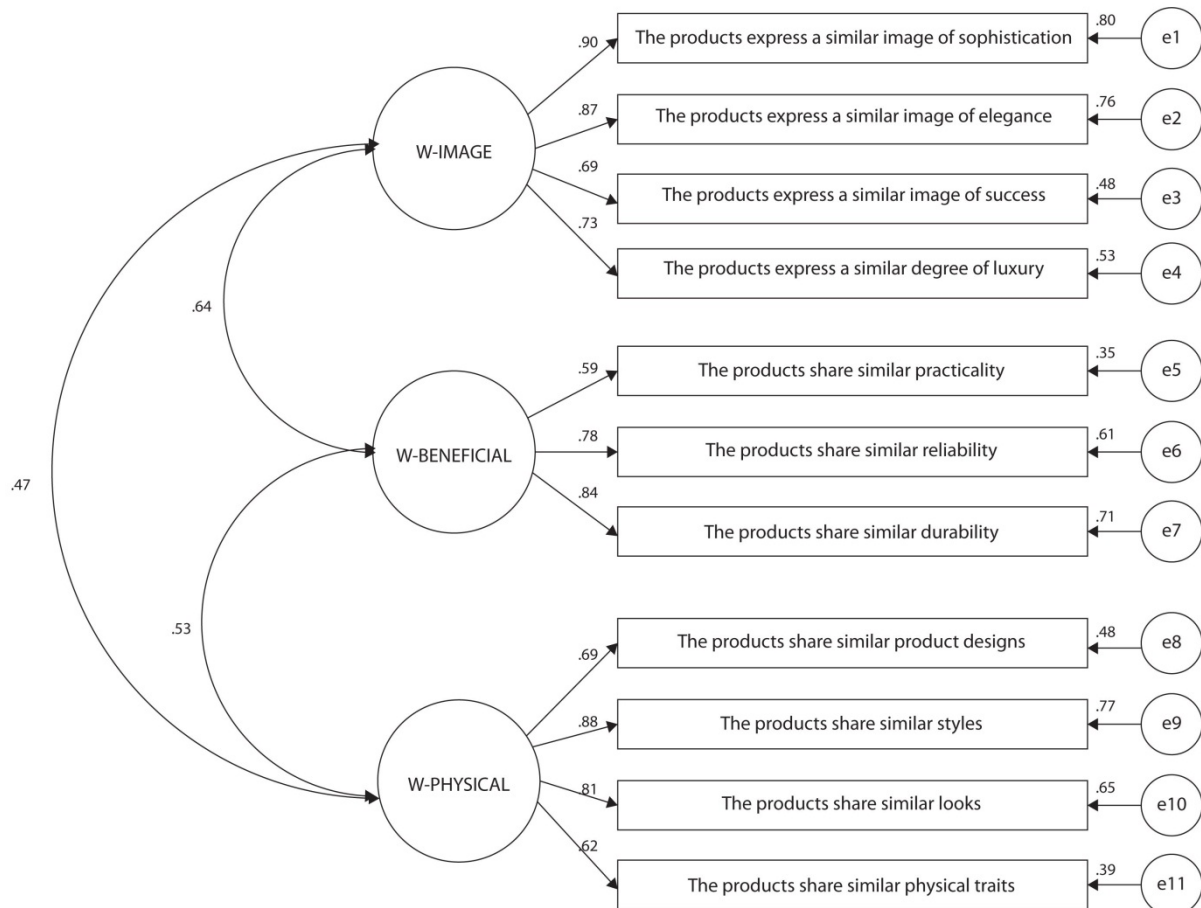 .90 The products express a similar image of sophistication .80 e1
.87 The products express a similar image of elegance .76 e2
W-IMAGE
.69 The products express a similar image of success .48 e3
.73 The products express a similar degree of luxury .53 e4
.64
.59 The products share similar practicality .35 e5
W-BENEFICIAL .78 The products share similar reliability .61 e6
.47
.84 The products share similar durability .71 e7
.53
.69 The products share similar product designs .48 e8
.88 The products share similar styles .77 e9
W-PHYSICAL
.81 The products share similar looks .65 e10
.62 The products share similar physical traits .39 e11